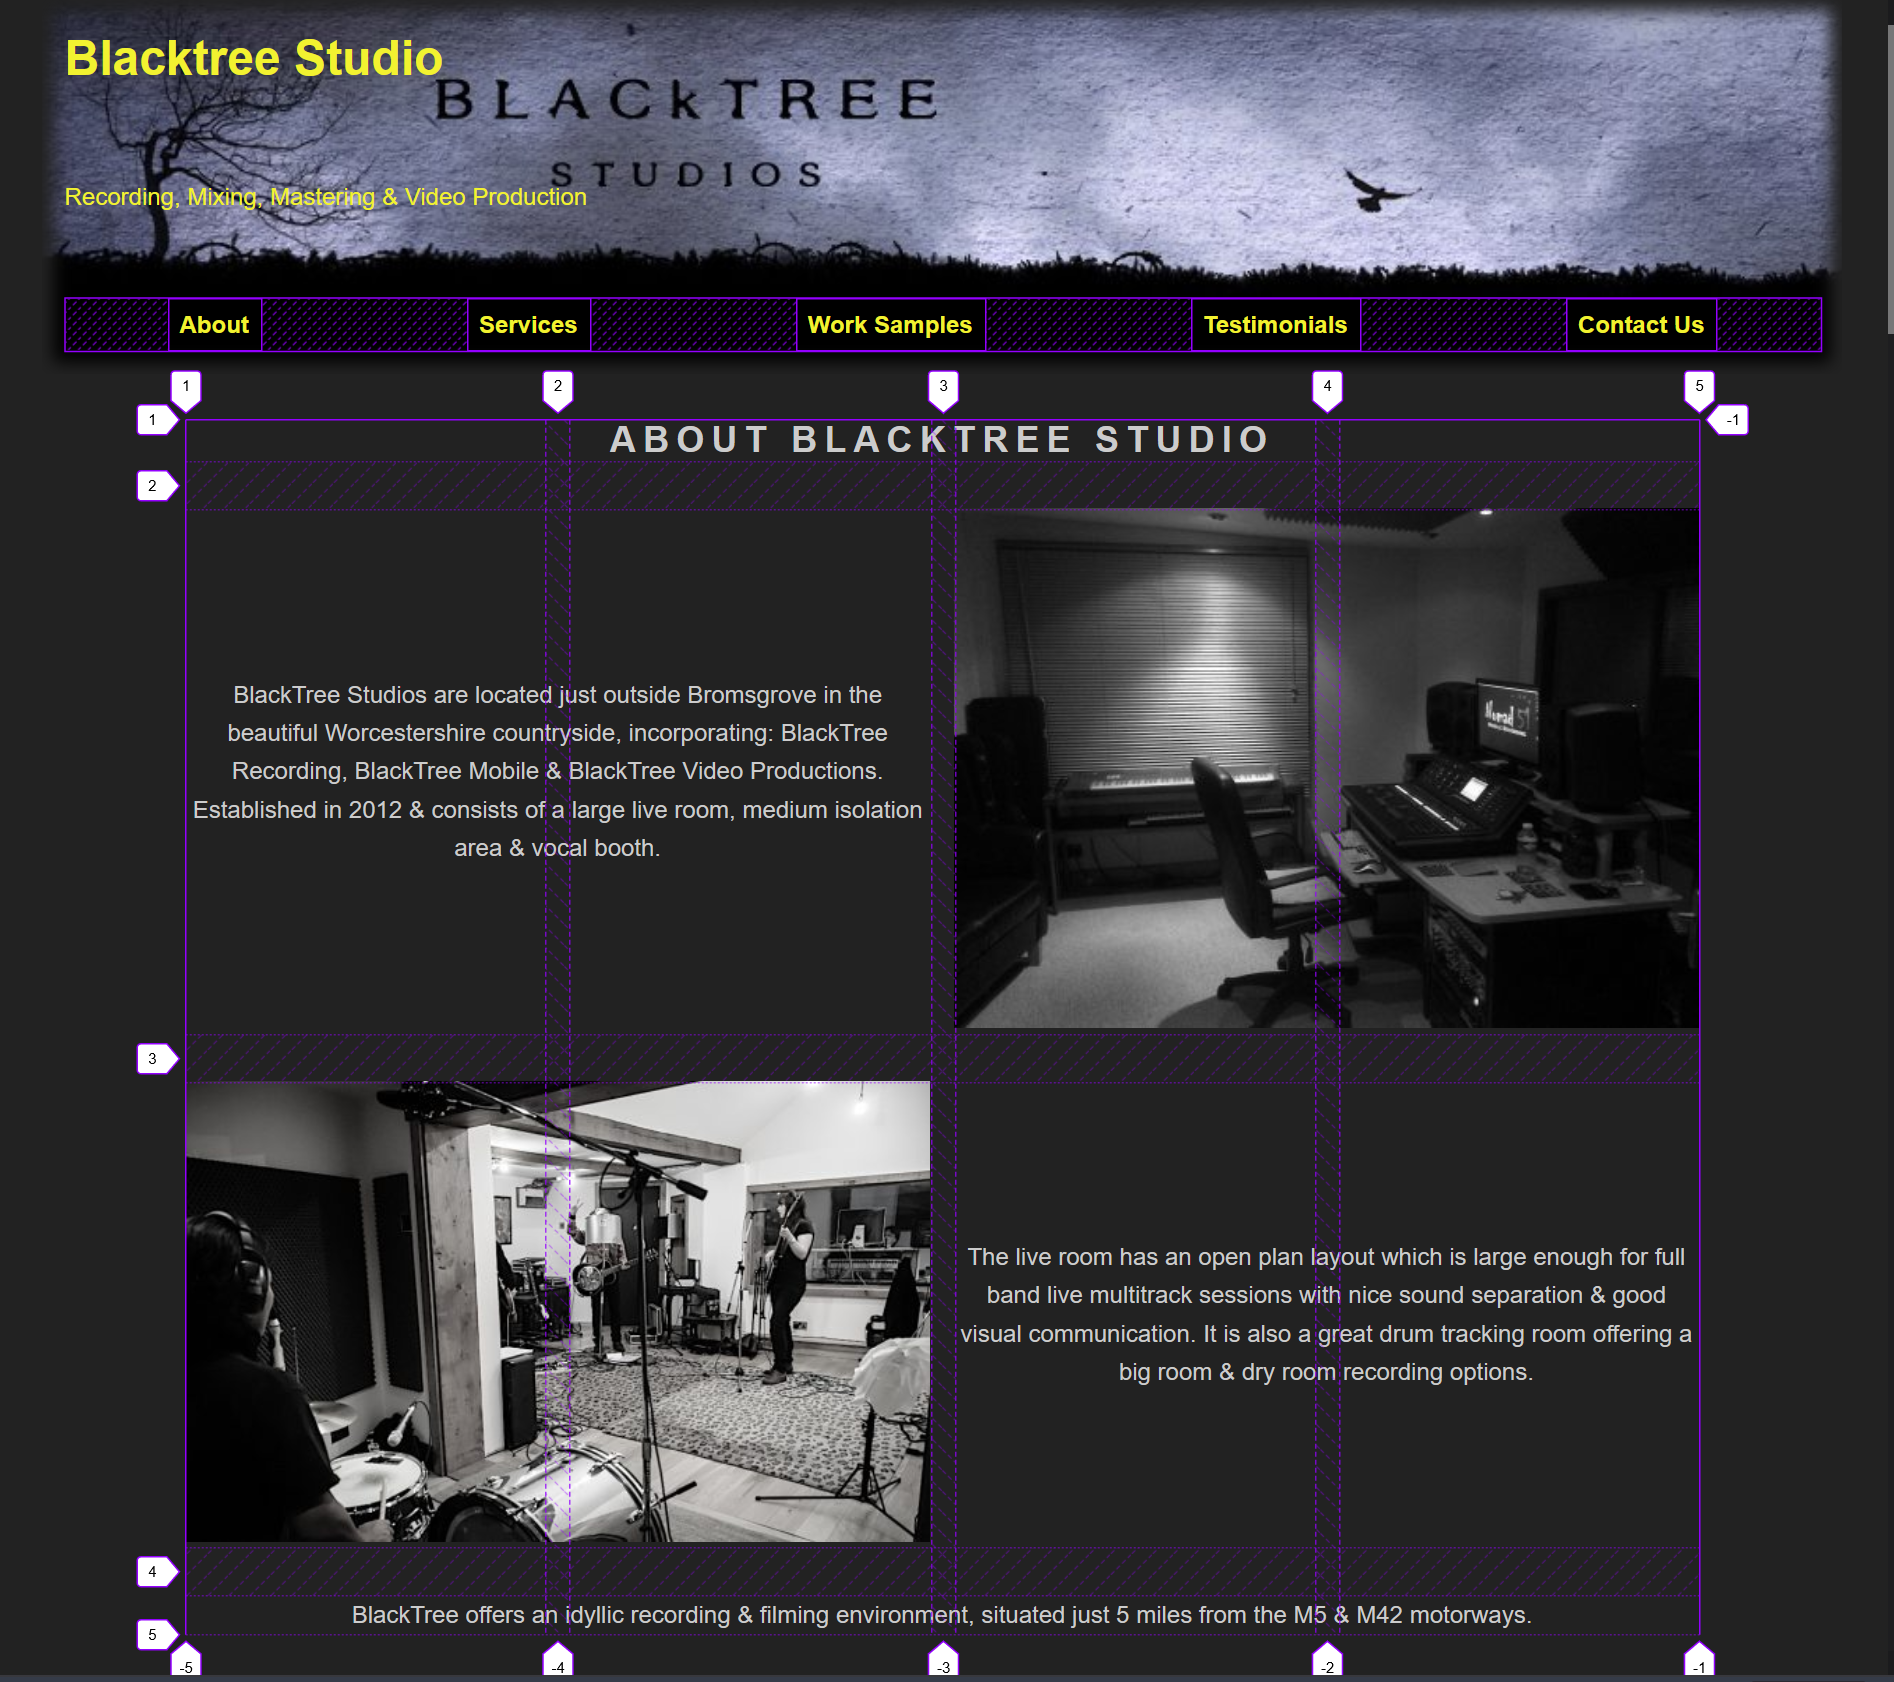 Blacktree Studio
BLACkTREE
STUDIOS
Recording, Mixing, Mastering & Video Production
About Services Work Samples Testimonials Contact Us
1 2 3 4 5
1 -1
ABOUT BLACKTREE STUDIO
2
BlackTree Studios are located just outside Bromsgrove in the
beautiful Worcestershire countryside, incorporating: BlackTree
Recording, BlackTree Mobile & BlackTree Video Productions.
Established in 2012 & consists of a large live room, medium isolation
area & vocal booth.
Nomad 51
3
The live room has an open plan layout which is large enough for full
band live multitrack sessions with nice sound separation & good
visual communication. It is also a great drum tracking room offering a
big room & dry room recording options.
4
BlackTree offers an idyllic recording & filming environment, situated just 5 miles from the M5 & M42 motorways.
5
-5 -4 -3 -2 -1